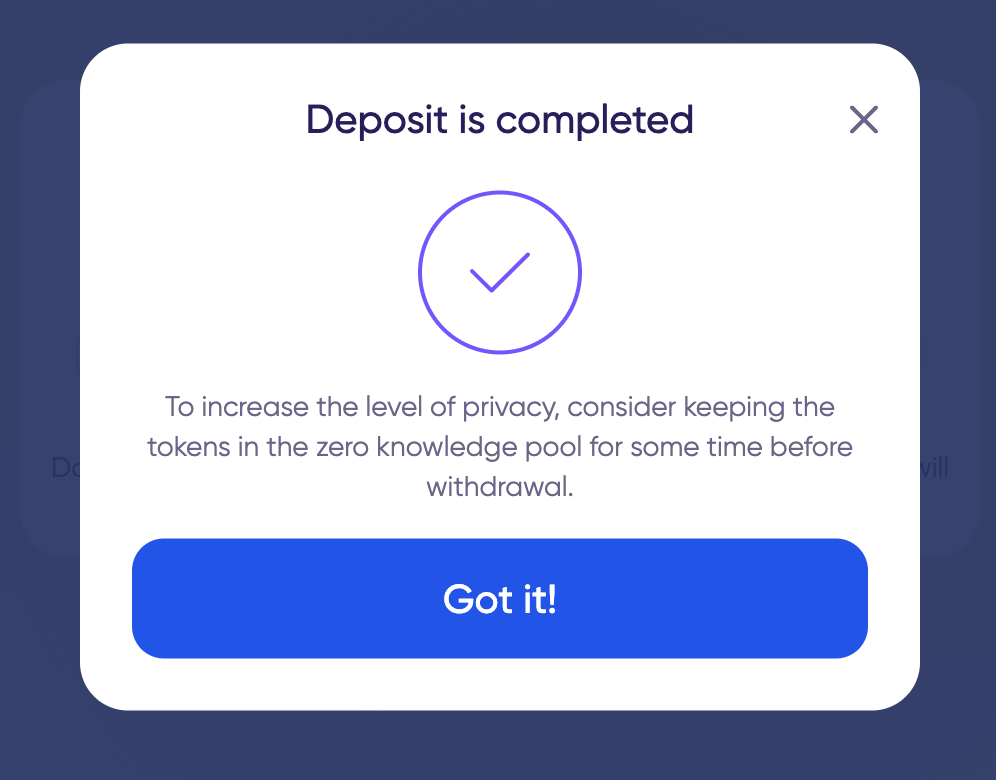 Deposit is completed
To increase the level of privacy, consider keeping the
tokens in the zero knowledge pool for some time before
withdrawal.
Got it!